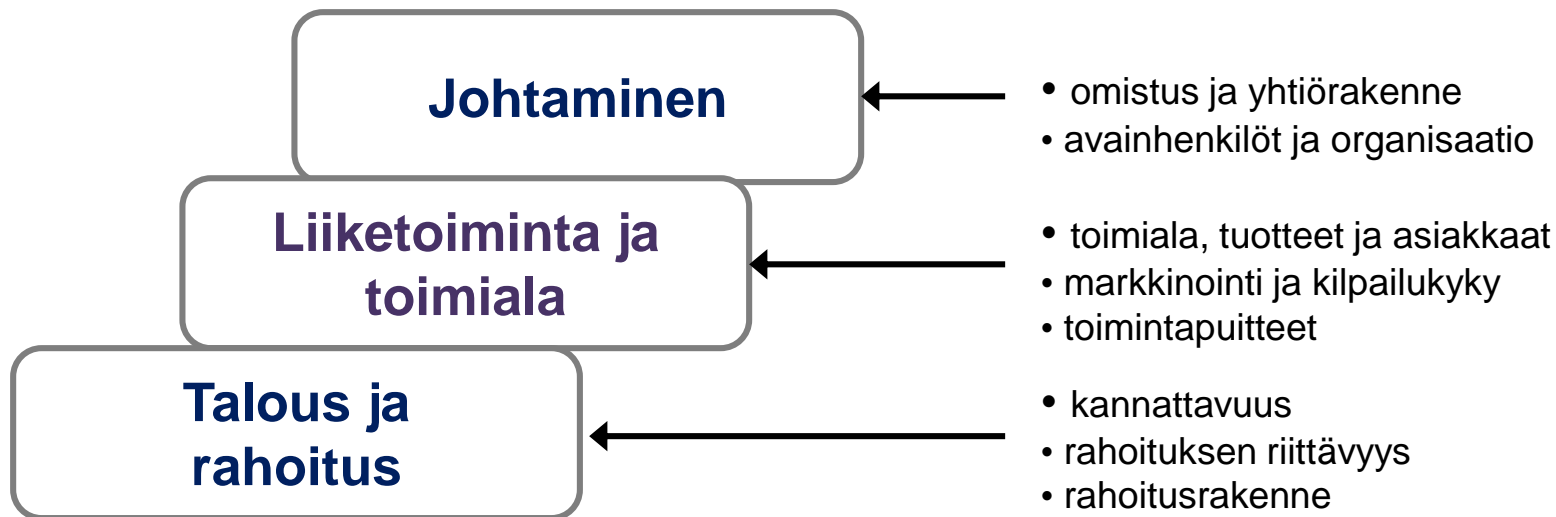 Johtaminen
• omistus ja yhtiörakenne
• avainhenkilöt ja organisaatio
Liiketoiminta ja
toimiala
• toimiala, tuotteet ja asiakkaat
• markkinointi ja kilpailukyky
• toimintapuitteet
Talous ja
rahoitus
• kannattavuus
• rahoituksen riittävyys
• rahoitusrakenne